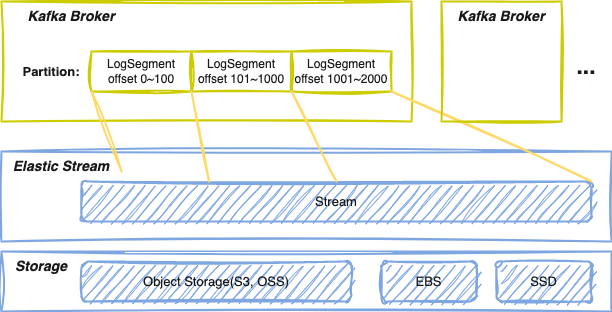 Kafka Broker
Kafka Broker
Partition:
LogSegment
offset 0~100
LogSegment
offset 101~1000
LogSegment
offset 1001~2000
...
Elastic Stream
Stream
Storage
Object Storage(S3, OSS)
EBS
SSD